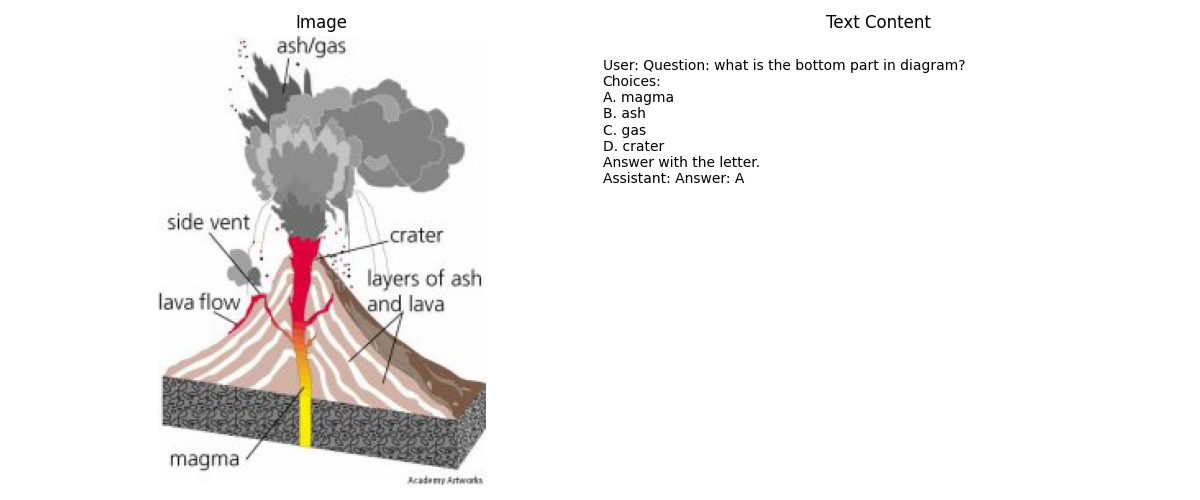 Image
ash/gas
side vent
crater
layers of ash
and lava
lava flow
magma
Academy Artworks
Text Content
User: Question: what is the bottom part in diagram?
Choices:
A. magma
B. ash
C. gas
D. crater
Answer with the letter.
Assistant: Answer: A